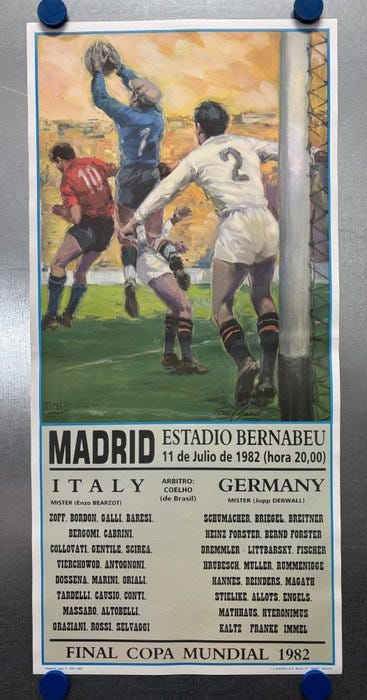 10
1
2
MADRID
ESTADIO BERNABEU
11 de Julio de 1982 (hora 20,00)
ITALY
MISTER (Enzo BEARZOT)
ARBITRO:
COELHO
(de Brasil)
GERMANY
MISTER (Jupp DERWALL)
ZOFF. BORDON. GALLI. BARESI.
BERGOMI. CABRINI.
COLLOVATI. GENTILE. SCIREA.
VIERCHOWOD. ANTOGNONI.
DOSSENA. MARINI. ORIALI.
TARDELLI. CAUSIO. CONTI.
MASSARO. ALTOBELLI.
GRAZIANI. ROSSI. SELVAGGI
SCHUMACHER. BRIEGEL. BREITNER
HEINZ FORSTER. BERND FORSTER
DREMMLER - LITTBARSKY. FISCHER
HRUBESCH. MULLER. RUMMENIGGE
HANNES. REINDERS. MAGATH
STIELIKE. ALLOTS. ENGELS.
MATHAUS. HYERONIMUS
KALTZ FRANKE IMMEL
FINAL COPA MUNDIAL 1982